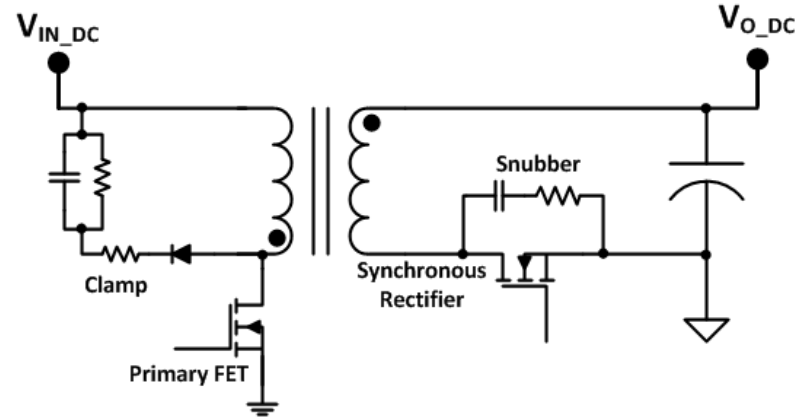 V_IN_DC
V_O_DC
Snubber
Synchronous
Rectifier
Clamp
Primary FET